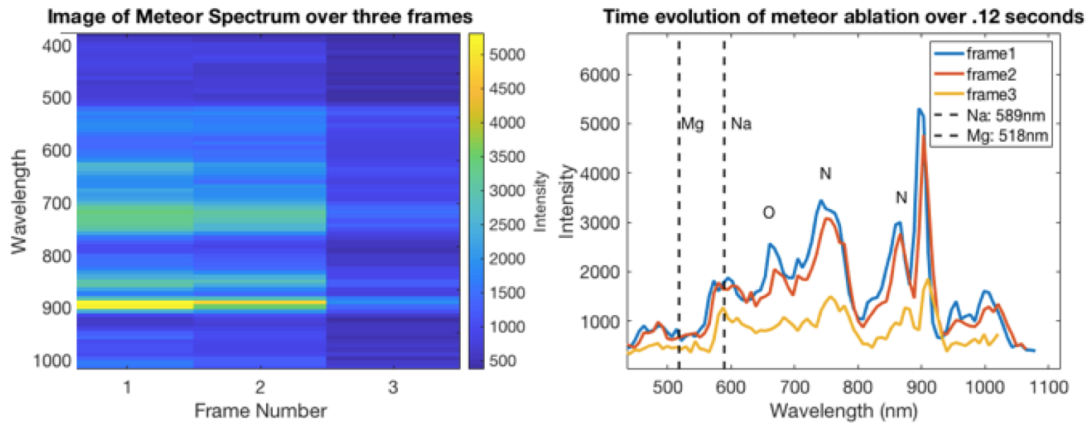 Image of Meteor Spectrum over three frames
400
500
600
700
800
900
1000
Wavelength
1 2 3
Frame Number
5000
4500
4000
3500
3000
2500
2000
1500
1000
500
Intensity
Time evolution of meteor ablation over .12 seconds
6000
5000
4000
3000
2000
1000
Intensity
frame1
frame2
frame3
Na: 589nm
Mg: 518nm
Mg Na
O N N
500 600 700 800 900 1000 1100
Wavelength (nm)